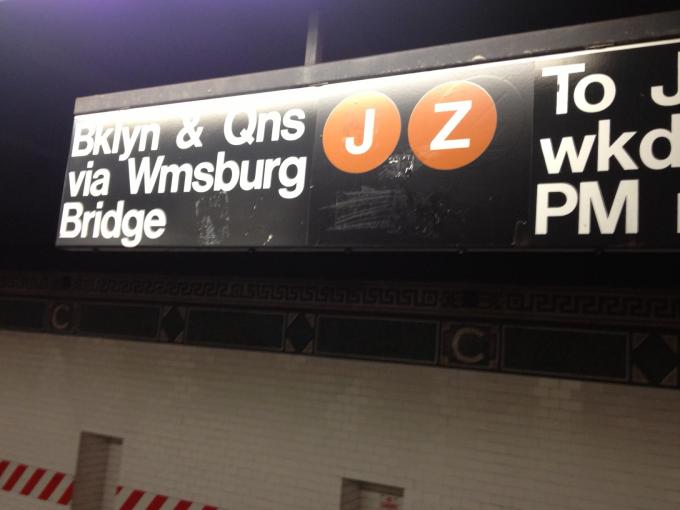 Bklyn & Qns
via Wmsburg
Bridge
J Z
To J
wkd
PM
C C